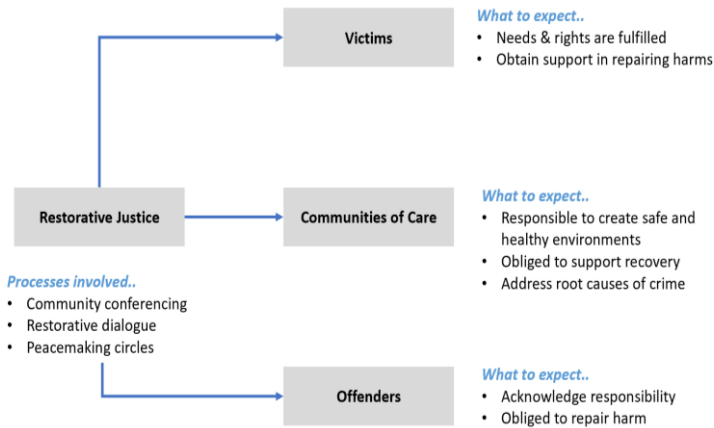 What to expect..
Victims
• Needs & rights are fulfilled
• Obtain support in repairing harms
Restorative Justice
Communities of Care
What to expect..
• Responsible to create safe and
healthy environments
• Obliged to support recovery
• Address root causes of crime
Processes involved..
• Community conferencing
• Restorative dialogue
• Peacemaking circles
Offenders
What to expect..
• Acknowledge responsibility
• Obliged to repair harm